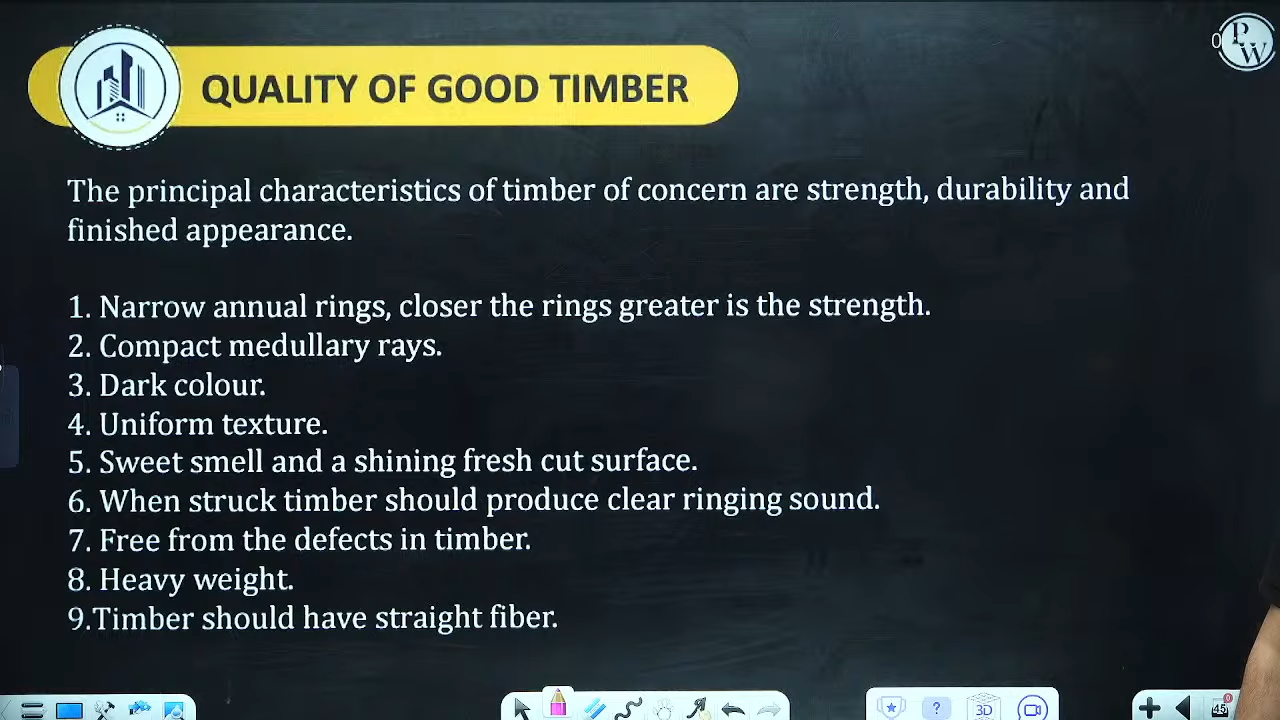 QUALITY OF GOOD TIMBER
The principal characteristics of timber of concern are strength, durability and
finished appearance.
1. Narrow annual rings, closer the rings greater is the strength.
2. Compact medullary rays.
3. Dark colour.
4. Uniform texture.
5. Sweet smell and a shining fresh cut surface.
6. When struck timber should produce clear ringing sound.
7. Free from the defects in timber.
8. Heavy weight.
9.Timber should have straight fiber.
PW
?
3D
45